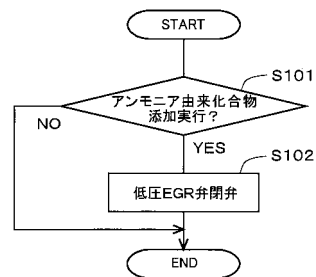 START
S101
アンモニア由来化合物
添加実行?
NO
YES
S102
低圧EGR弁閉弁
END